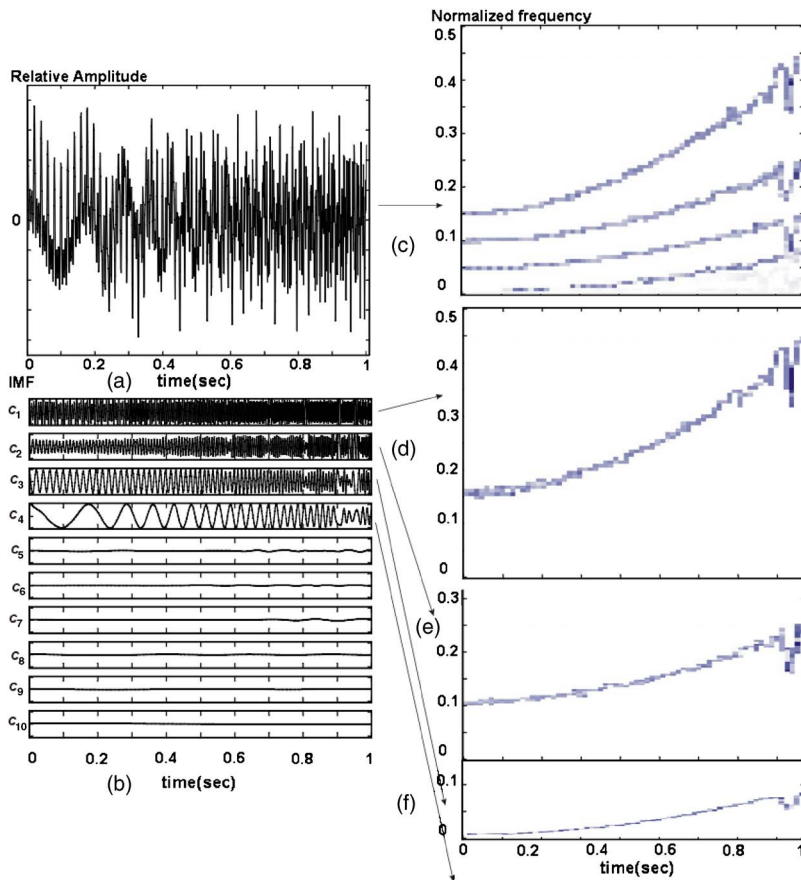 Relative Amplitude
0
0 0.2 0.4 0.6 0.8 1
(a) time(sec)
IMF
c1
c2
c3
c4
c5
c6
c7
c8
c9
c10
0 0.2 0.4 0.6 0.8 1
(b) time(sec)
Normalized frequency
0.5
0.4
0.3
0.2
0.1
0
(c)
0.5
0.4
0.3
0.2
0.1
0
(d)
0.3
0.2
0.1
0
(e)
0.1
0
(f)
0 0.2 0.4 0.6 0.8 1
time(sec)